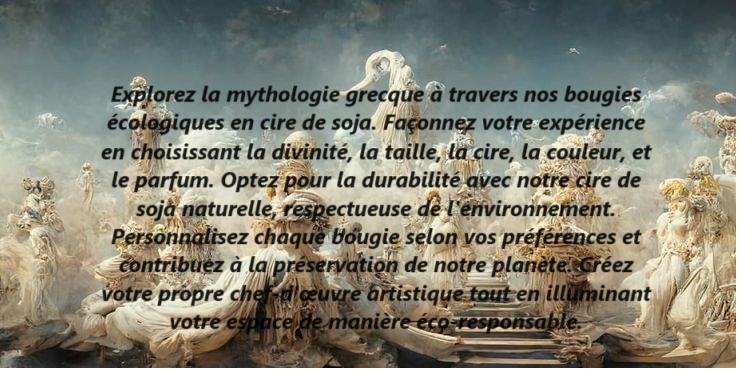 Explorez la mythologie grecque à travers nos bougies
écologiques en cire de soja. Façonnez votre expérience
en choisissant la divinité, la taille, la cire, la couleur, et
le parfum. Optez pour la durabilité avec notre cire de
soja naturelle, respectueuse de l'environnement.
Personnalisez chaque bougie selon vos préférences et
contribuez à la préservation de notre planète. Créez
votre propre chef-d'œuvre artistique tout en illuminant
votre espace de manière éco-responsable.